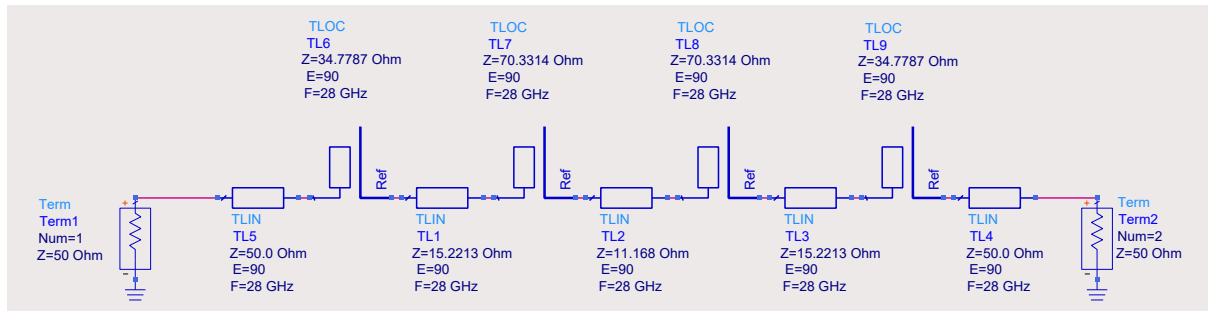 TLOC
TL6
Z=34.7787 Ohm
E=90
F=28 GHz
TLOC
TL7
Z=70.3314 Ohm
E=90
F=28 GHz
TLOC
TL8
Z=70.3314 Ohm
E=90
F=28 GHz
TLOC
TL9
Z=34.7787 Ohm
E=90
F=28 GHz
Ref
Ref
Ref
Ref
Term
Term1
Num=1
Z=50 Ohm
TLIN
TL5
Z=50.0 Ohm
E=90
F=28 GHz
TLIN
TL1
Z=15.2213 Ohm
E=90
F=28 GHz
TLIN
TL2
Z=11.168 Ohm
E=90
F=28 GHz
TLIN
TL3
Z=15.2213 Ohm
E=90
F=28 GHz
TLIN
TL4
Z=50.0 Ohm
E=90
F=28 GHz
Term
Term2
Num=2
Z=50 Ohm